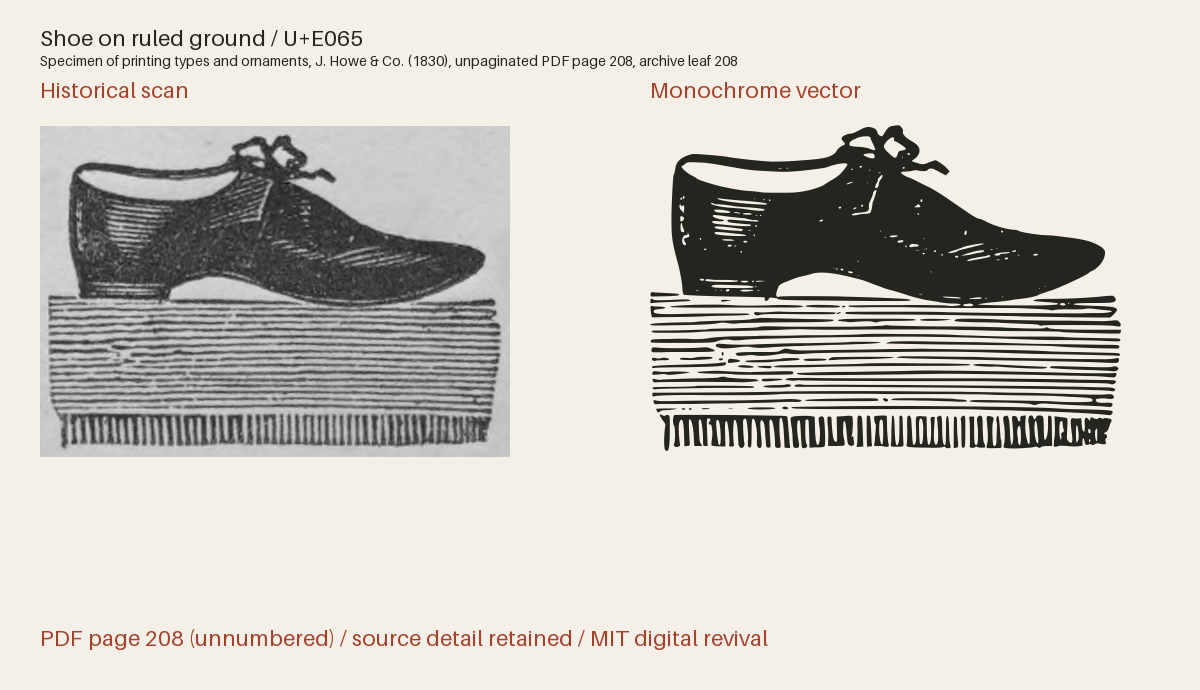 Shoe on ruled ground / U+E065
Specimen of printing types and ornaments, J. Howe & Co. (1830), unpaginated PDF page 208, archive leaf 208
Historical scan
Monochrome vector
PDF page 208 (unnumbered) / source detail retained / MIT digital revival